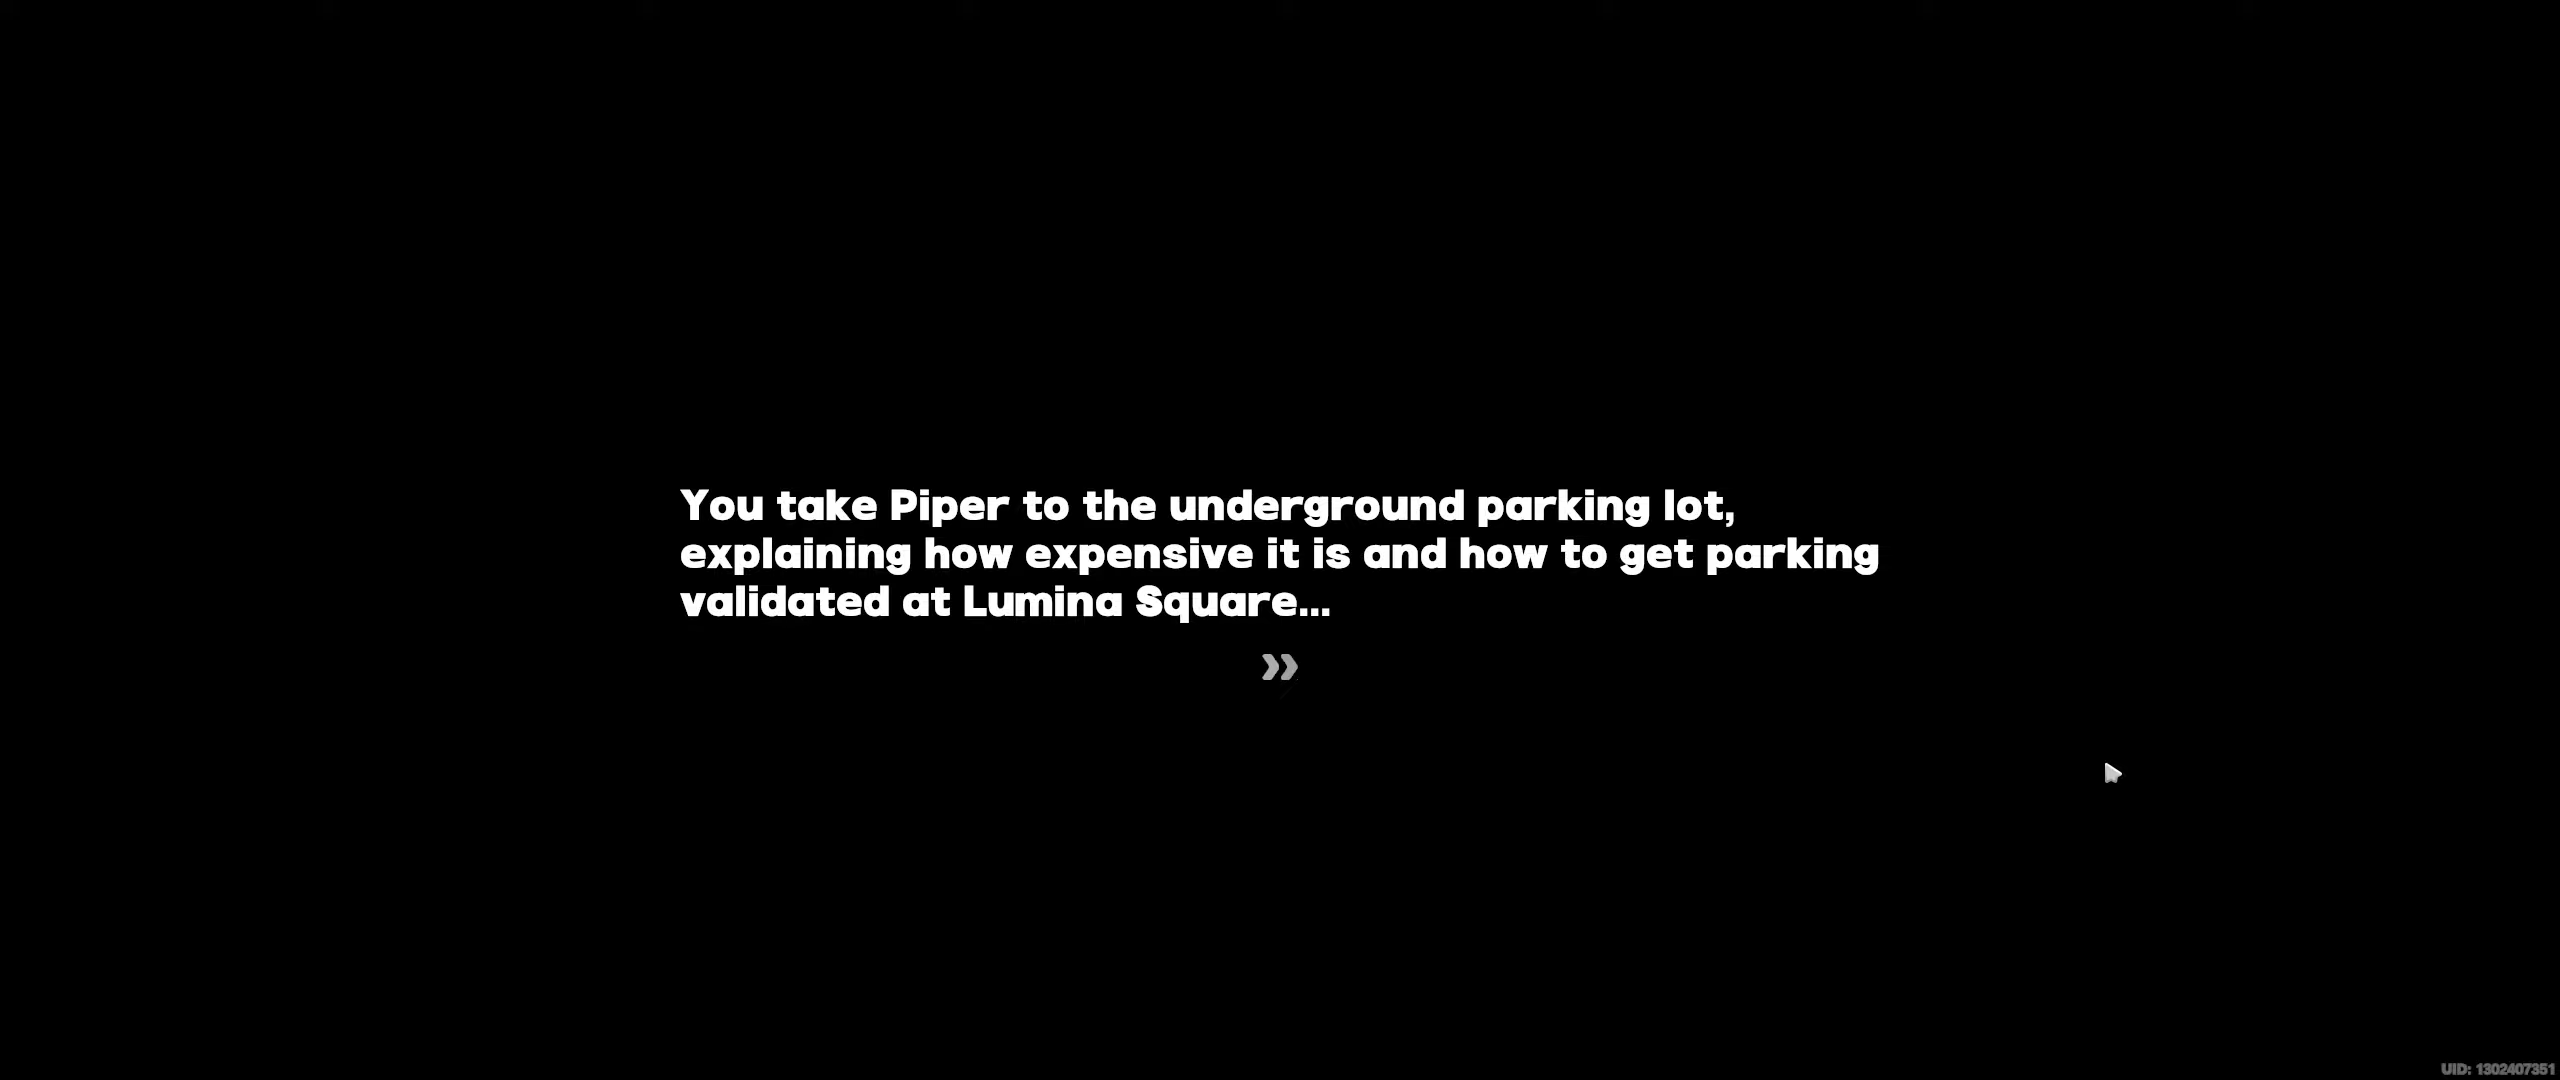 You take Piper to the underground parking lot,
explaining how expensive it is and how to get parking
validated at Lumina Square...
UID: 1302407351